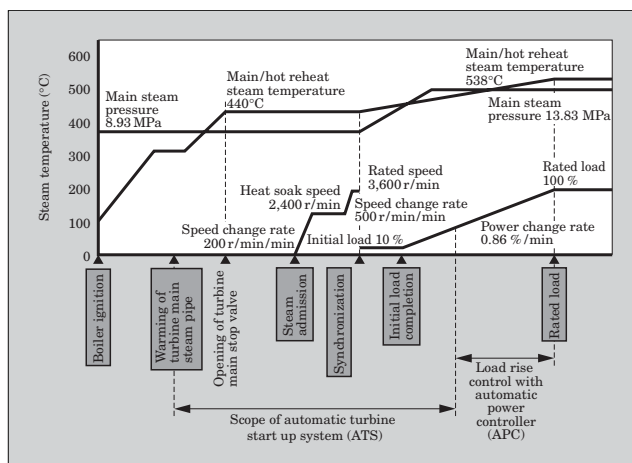 Steam temperature (°C)
600
500
400
300
200
100
0
Main steam
pressure
8.93 MPa
Main/hot reheat
steam temperature
440°C
Main/hot reheat
steam temperature
538°C
Main steam
pressure 13.83 MPa
Heat soak speed
2,400 r/min
Rated speed
3,600 r/min
Speed change rate
500 r/min/min
Speed change rate
200 r/min/min
Initial load 10 %
Rated load
100 %
Power change rate
0.86 %/min
Boiler ignition
Warming of
turbine main
steam pipe
Opening of turbine
main stop valve
Steam
admission
Synchronization
Initial load
completion
Rated load
Scope of automatic turbine
start up system (ATS)
Load rise
control with
automatic
power
controller
(APC)